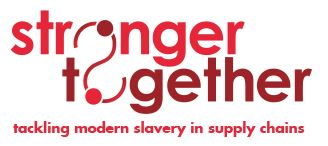 stronger
together
tackling modern slavery in supply chains